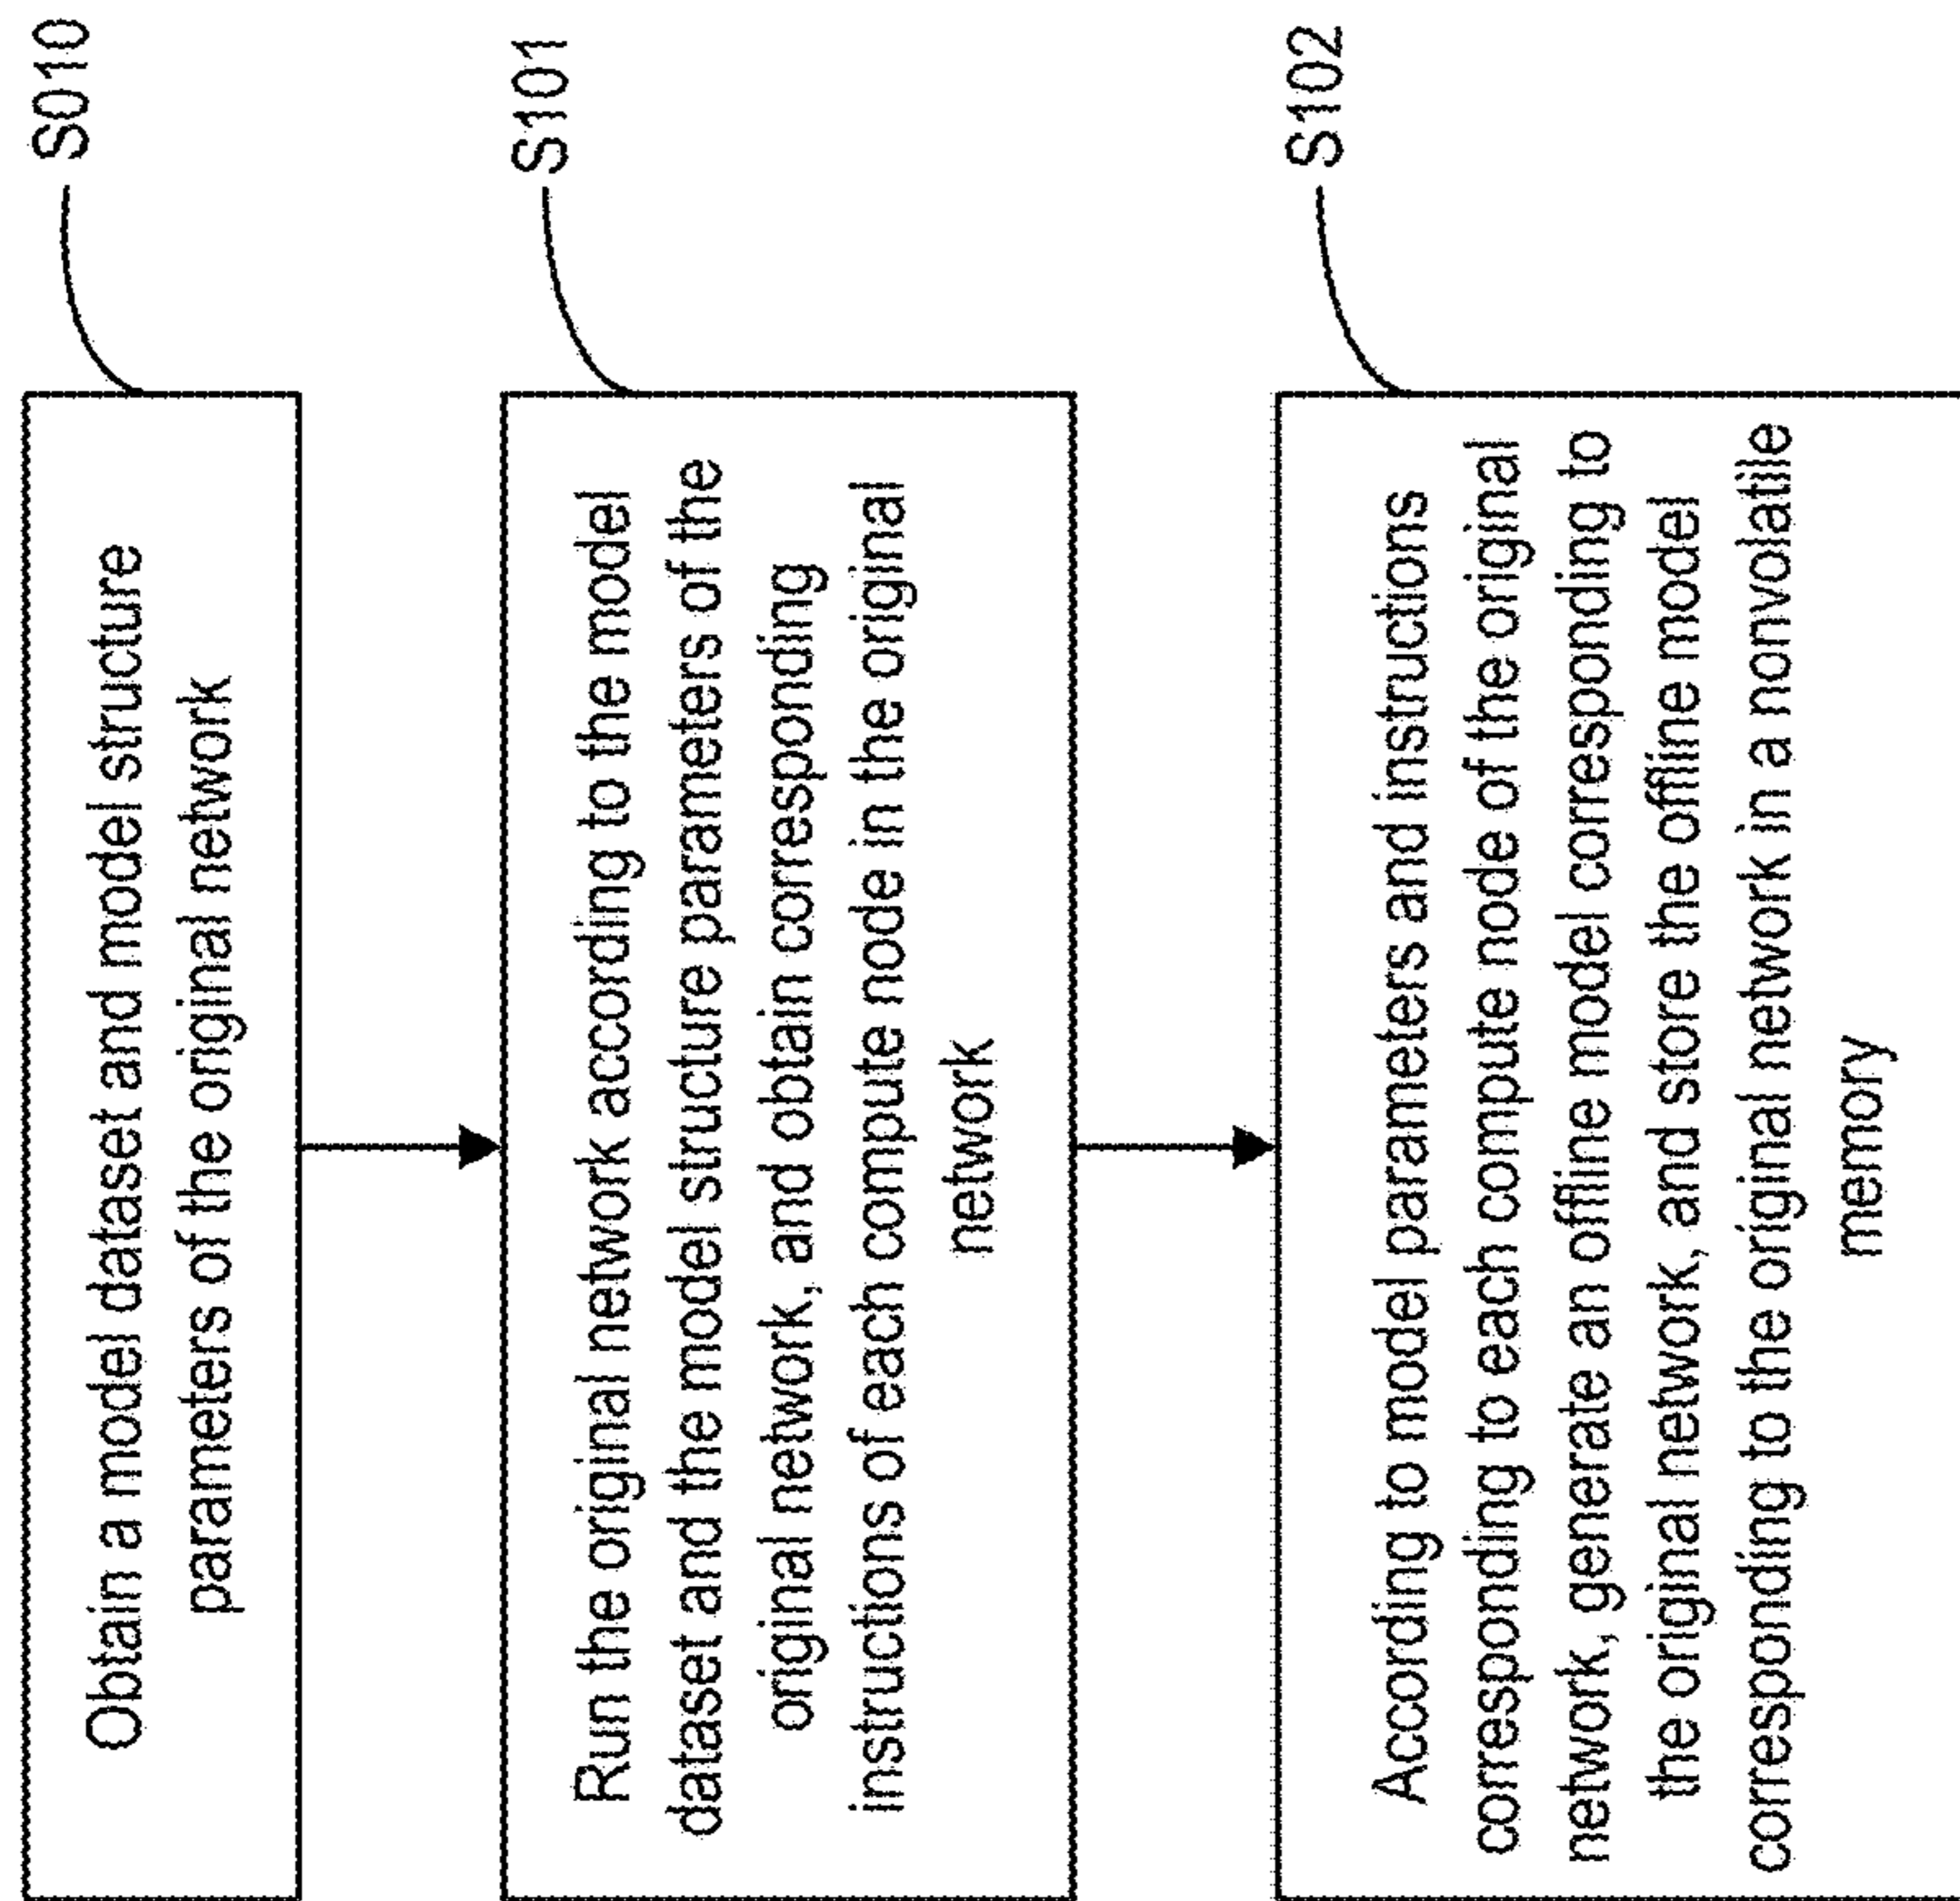 S010
Obtain a model dataset and model structure
parameters of the original network
S101
Run the original network according to the model
dataset and the model structure parameters of the
original network, and obtain corresponding
instructions of each compute node in the original
network
S102
According to model parameters and instructions
corresponding to each compute node of the original
network, generate an offline model corresponding to
the original network, and store the offline model
corresponding to the original network in a nonvolatile
memory